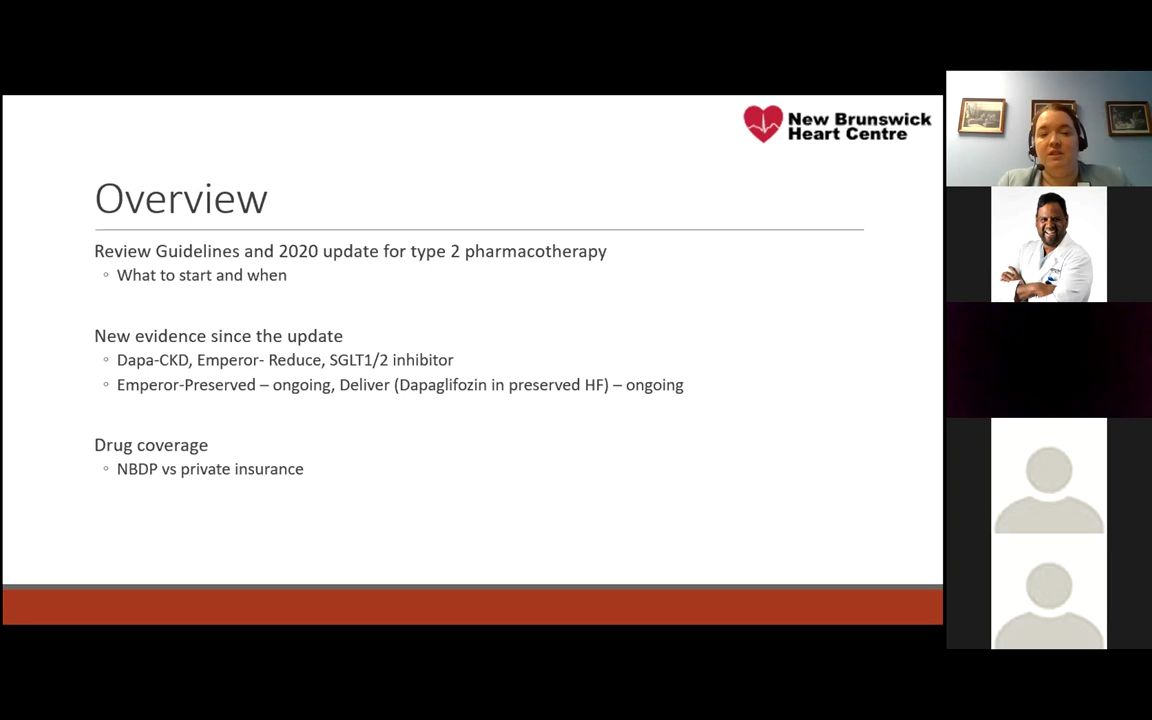 New Brunswick
Heart Centre
Overview
Review Guidelines and 2020 update for type 2 pharmacotherapy
◦ What to start and when
New evidence since the update
◦ Dapa-CKD, Emperor- Reduce, SGLT1/2 inhibitor
◦ Emperor-Preserved – ongoing, Deliver (Dapaglifozin in preserved HF) – ongoing
Drug coverage
◦ NBDP vs private insurance